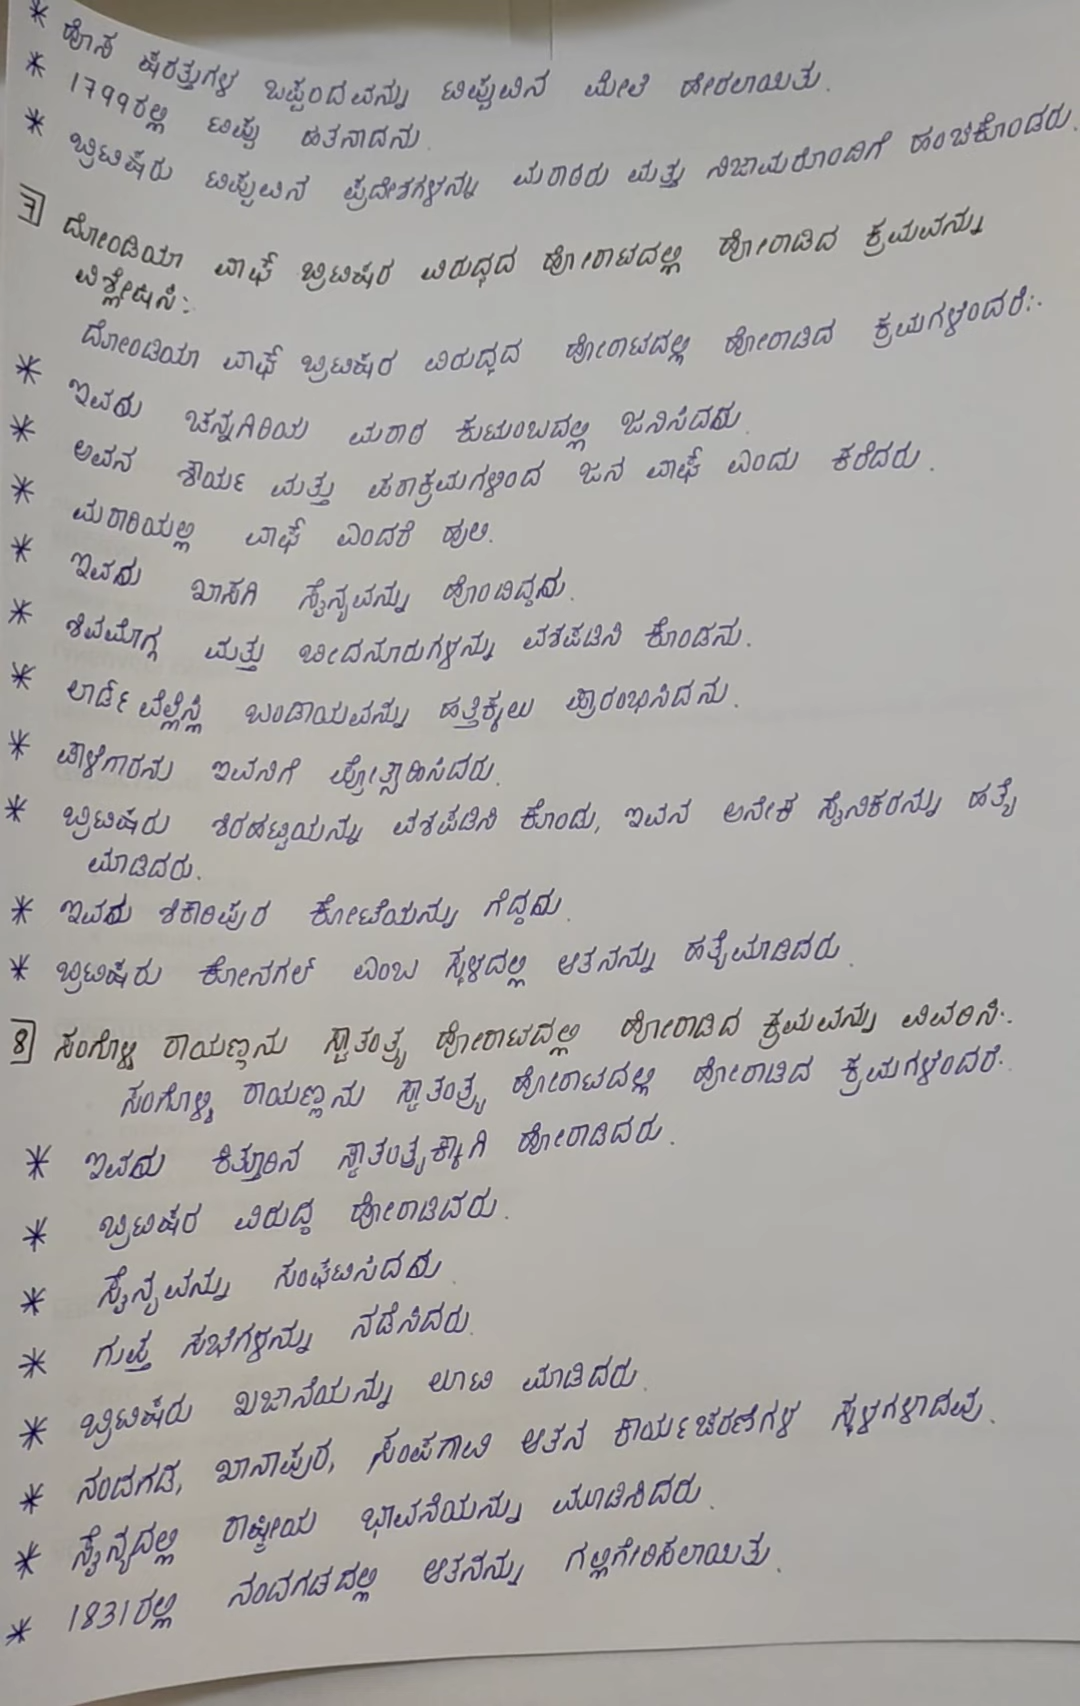 * ಹೊಸ ಷರತ್ತುಗಳ ಒಪ್ಪಂದವನ್ನು ಟಿಪ್ಪುವಿನ ಮೇಲೆ ಹೇರಲಾಯಿತು.
* 1799ರಲ್ಲಿ ಟಿಪ್ಪು ಹತನಾದನು.
* ಬ್ರಿಟಿಷರು ಟಿಪ್ಪುವಿನ ಪ್ರದೇಶಗಳನ್ನು ಮರಾಠರು ಮತ್ತು ನಿಜಾಮರೊಂದಿಗೆ ಹಂಚಿಕೊಂಡರು.
7] ದೋಂಡಿಯಾ ವಾಘ್ ಬ್ರಿಟಿಷರ ವಿರುದ್ಧದ ಹೋರಾಟದಲ್ಲಿ ಹೋರಾಡಿದ ಕ್ರಮವನ್ನು
ವಿಶ್ಲೇಷಿಸಿ:.
ದೋಂಡಿಯಾ ವಾಘ್ ಬ್ರಿಟಿಷರ ವಿರುದ್ಧದ ಹೋರಾಟದಲ್ಲಿ ಹೋರಾಡಿದ ಕ್ರಮಗಳೆಂದರೆ:.
* ಇವರು ಚನ್ನಗಿರಿಯ ಮರಾಠ ಕುಟುಂಬದಲ್ಲಿ ಜನಿಸಿದರು.
* ಅವನ ಶೌರ್ಯ ಮತ್ತು ಪರಾಕ್ರಮಗಳಿಂದ ಜನ ವಾಘ್ ಎಂದು ಕರೆದರು.
* ಮರಾಠಿಯಲ್ಲಿ ವಾಘ್ ಎಂದರೆ ಹುಲಿ.
* ಇವರು ಖಾಸಗಿ ಸೈನ್ಯವನ್ನು ಹೊಂದಿದ್ದರು.
* ಶಿವಮೊಗ್ಗ ಮತ್ತು ಬಿದನೂರುಗಳನ್ನು ವಶಪಡಿಸಿ ಕೊಂಡನು.
* ಲಾರ್ಡ್ ವೆಲ್ಲೆಸ್ಲಿ ಬಂಡಾಯವನ್ನು ಹತ್ತಿಕ್ಕಲು ಪ್ರಾರಂಭಿಸಿದನು.
* ಪಾಳೆಗಾರನು ಇವನಿಗೆ ಪ್ರೋತ್ಸಾಹಿಸಿದರು.
* ಬ್ರಿಟಿಷರು ಶಿರಹಟ್ಟಿಯನ್ನು ವಶಪಡಿಸಿ ಕೊಂದು, ಇವನ ಅನೇಕ ಸೈನಿಕರನ್ನು ಹತ್ಯೆ
ಮಾಡಿದರು.
* ಇವರು ಶಿಕಾರಿಪುರ ಕೋಟೆಯನ್ನು ಗೆದ್ದರು.
* ಬ್ರಿಟಿಷರು ಕೋನಗಲ್ ಎಂಬ ಸ್ಥಳದಲ್ಲಿ ಆತನನ್ನು ಹತ್ಯೆಮಾಡಿದರು.
8] ಸಂಗೊಳ್ಳಿ ರಾಯಣ್ಣನು ಸ್ವಾತಂತ್ರ್ಯ ಹೋರಾಟದಲ್ಲಿ ಹೋರಾಡಿದ ಕ್ರಮವನ್ನು ವಿವರಿಸಿ:.
ಸಂಗೊಳ್ಳಿ ರಾಯಣ್ಣನು ಸ್ವಾತಂತ್ರ್ಯ ಹೋರಾಟದಲ್ಲಿ ಹೋರಾಡಿದ ಕ್ರಮಗಳೆಂದರೆ:.
* ಇವರು ಕಿತ್ತೂರಿನ ಸ್ವಾತಂತ್ರ್ಯಕ್ಕಾಗಿ ಹೋರಾಡಿದರು.
* ಬ್ರಿಟಿಷರ ವಿರುದ್ಧ ಹೋರಾಡಿದರು.
* ಸೈನ್ಯವನ್ನು ಸಂಘಟಿಸಿದರು.
* ಗುಪ್ತ ಸಭೆಗಳನ್ನು ನಡೆಸಿದರು.
* ಬ್ರಿಟಿಷರು ಖಜಾನೆಯನ್ನು ಲೂಟಿ ಮಾಡಿದರು.
* ನಂದಗಡ, ಖಾನಾಪುರ, ಸಂಪಗಾವಿ ಆತನ ಕಾರ್ಯಚರಣೆಗಳ ಸ್ಥಳಗಳಾದವು.
* ಸೈನ್ಯದಲ್ಲಿ ರಾಷ್ಟ್ರೀಯ ಭಾವನೆಯನ್ನು ಮೂಡಿಸಿದರು.
* 1831ರಲ್ಲಿ ನಂದಗಡದಲ್ಲಿ ಆತನನ್ನು ಗಲ್ಲಿಗೇರಿಸಲಾಯಿತು.